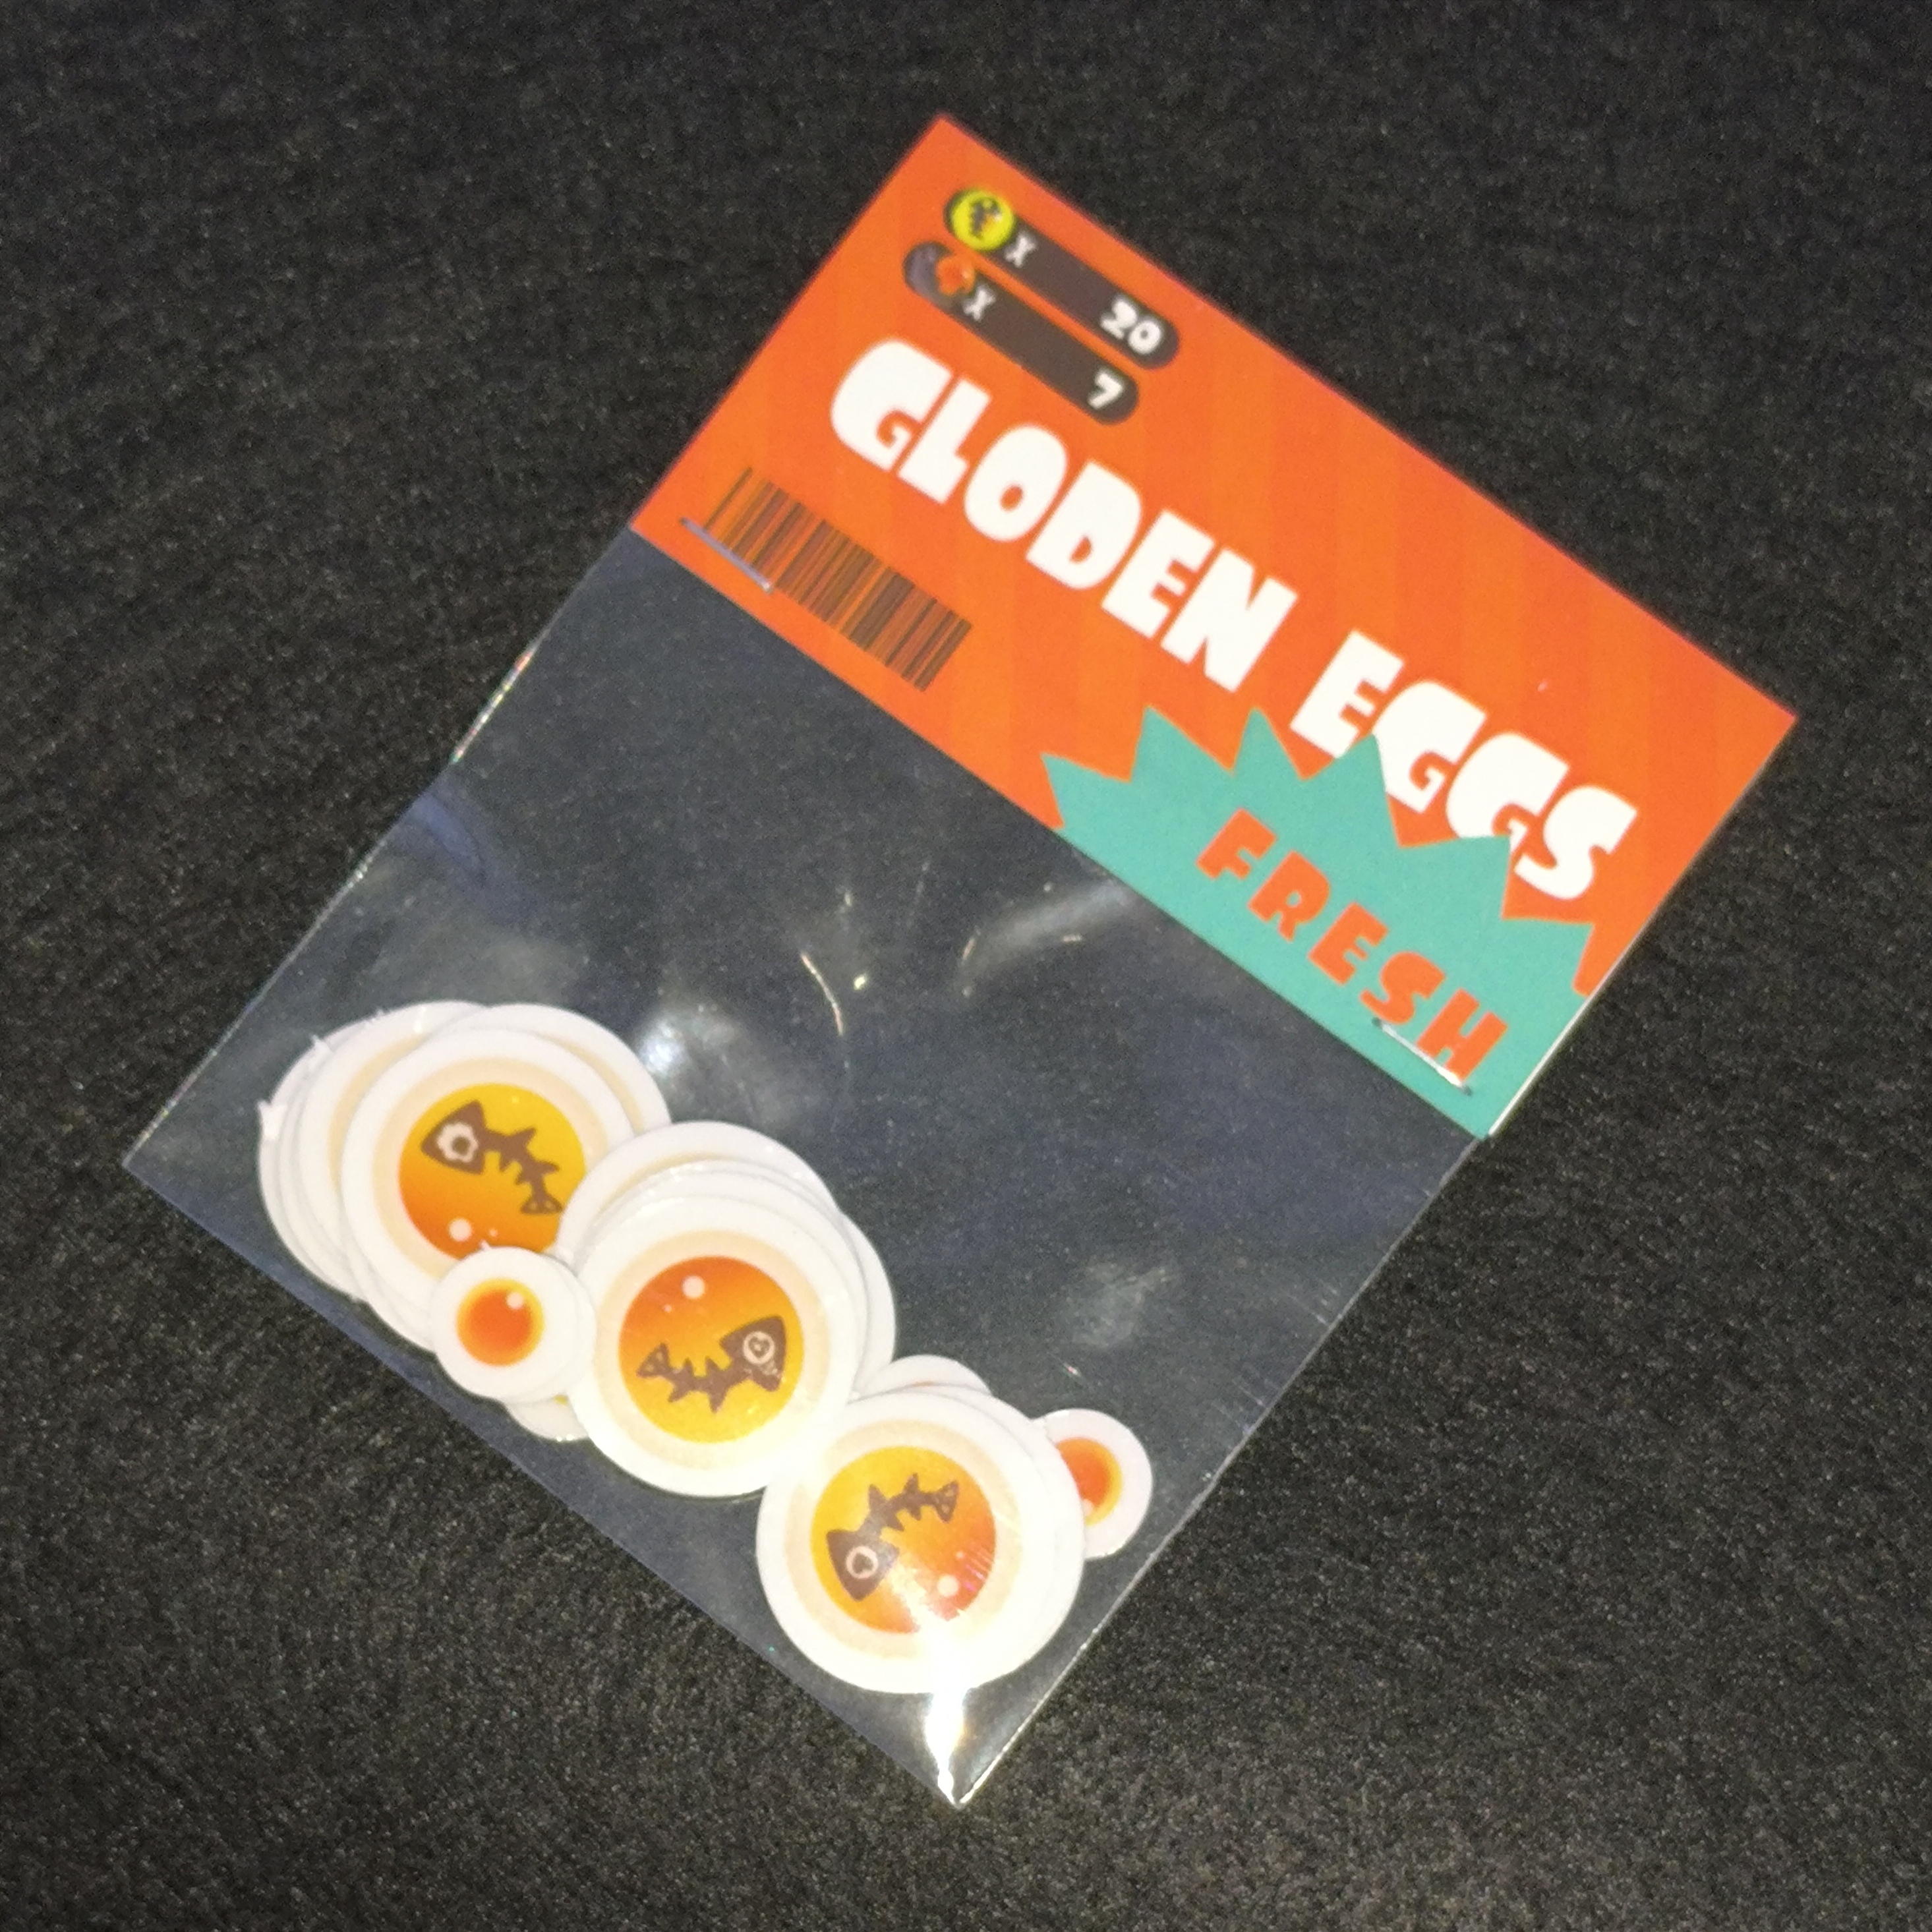 X 20
X 7
GLODEN EGGS
FRESH